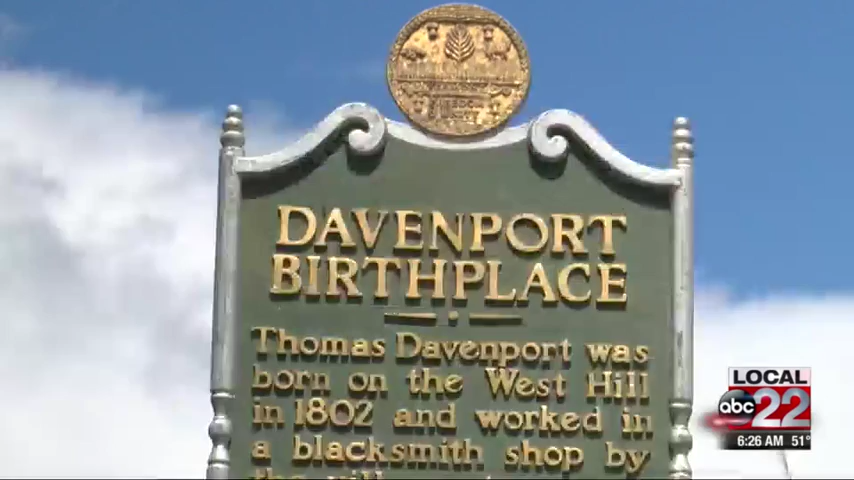 DAVENPORT
BIRTHPLACE
Thomas Davenport was
born on the West Hill
in 1802 and worked in
a blacksmith shop by
LOCAL
abc 22
6:26 AM 51°